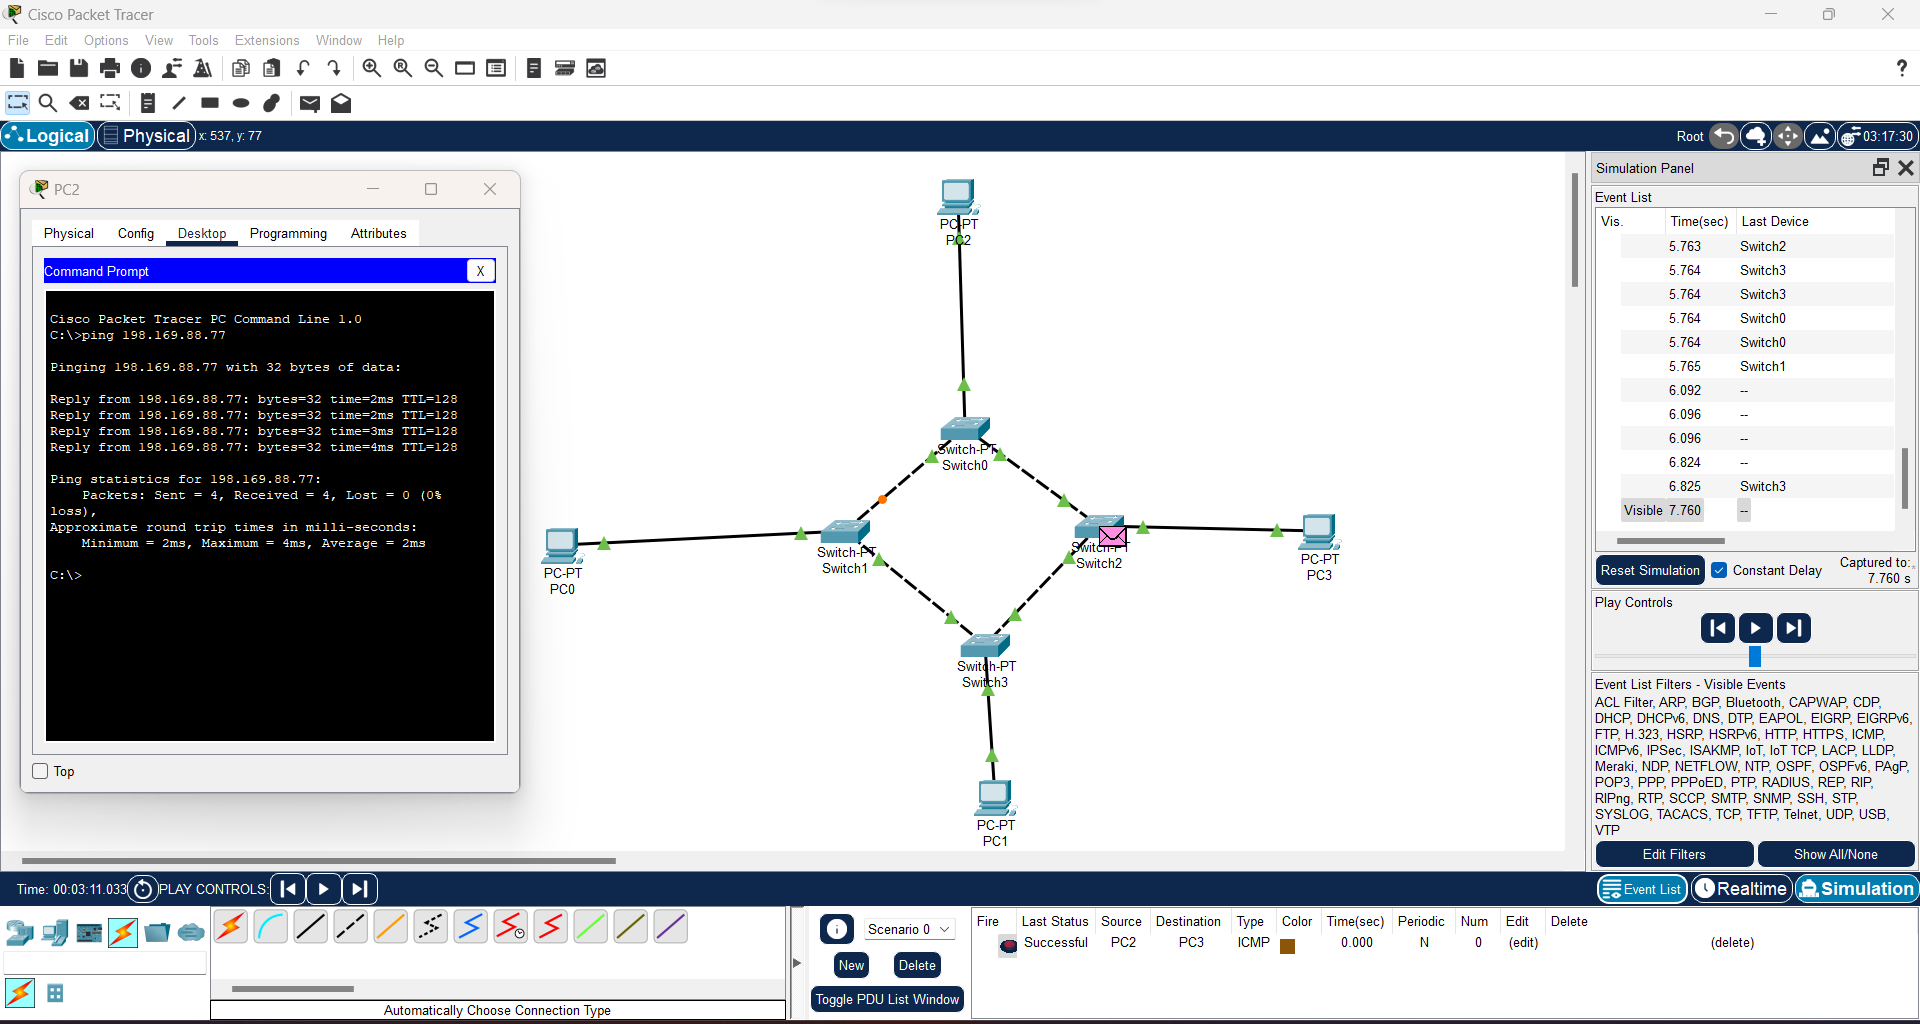 Cisco Packet Tracer
File Edit Options View Tools Extensions Window Help
?
Logical Physical x: 537, y: 77
Root 03:17:30
PC2
Physical Config Desktop Programming Attributes
Command Prompt X
Cisco Packet Tracer PC Command Line 1.0
C:\>ping 198.169.88.77
Pinging 198.169.88.77 with 32 bytes of data:
Reply from 198.169.88.77: bytes=32 time=2ms TTL=128
Reply from 198.169.88.77: bytes=32 time=2ms TTL=128
Reply from 198.169.88.77: bytes=32 time=3ms TTL=128
Reply from 198.169.88.77: bytes=32 time=4ms TTL=128
Ping statistics for 198.169.88.77:
Packets: Sent = 4, Received = 4, Lost = 0 (0%
loss),
Approximate round trip times in milli-seconds:
Minimum = 2ms, Maximum = 4ms, Average = 2ms
C:\>
Top
PC-PT
PC2
Switch-PT
Switch0
Switch-PT
Switch1
Switch-PT
Switch2
PC-PT
PC0
PC-PT
PC3
Switch-PT
Switch3
PC-PT
PC1
Simulation Panel
Event List
Vis. Time(sec) Last Device
5.763 Switch2
5.764 Switch3
5.764 Switch3
5.764 Switch0
5.764 Switch0
5.765 Switch1
6.092 --
6.096 --
6.096 --
6.824 --
6.825 Switch3
Visible 7.760 --
Reset Simulation Constant Delay Captured to:
7.760 s
Play Controls
Event List Filters - Visible Events
ACL Filter, ARP, BGP, Bluetooth, CAPWAP, CDP,
DHCP, DHCPv6, DNS, DTP, EAPOL, EIGRP, EIGRPv6,
FTP, H.323, HSRP, HSRPv6, HTTP, HTTPS, ICMP,
ICMPv6, IPSec, ISAKMP, IoT, IoT TCP, LACP, LLDP,
Meraki, NDP, NETFLOW, NTP, OSPF, OSPFv6, PAgP,
POP3, PPP, PPPoED, PTP, RADIUS, REP, RIP,
RIPng, RTP, SCCP, SMTP, SNMP, SSH, STP,
SYSLOG, TACACS, TCP, TFTP, Telnet, UDP, USB,
VTP
Edit Filters Show All/None
Time: 00:03:11.033 PLAY CONTROLS:
Event List Realtime Simulation
Automatically Choose Connection Type
Scenario 0
New Delete
Toggle PDU List Window
Fire Last Status Source Destination Type Color Time(sec) Periodic Num Edit Delete
Successful PC2 PC3 ICMP 0.000 N 0 (edit) (delete)